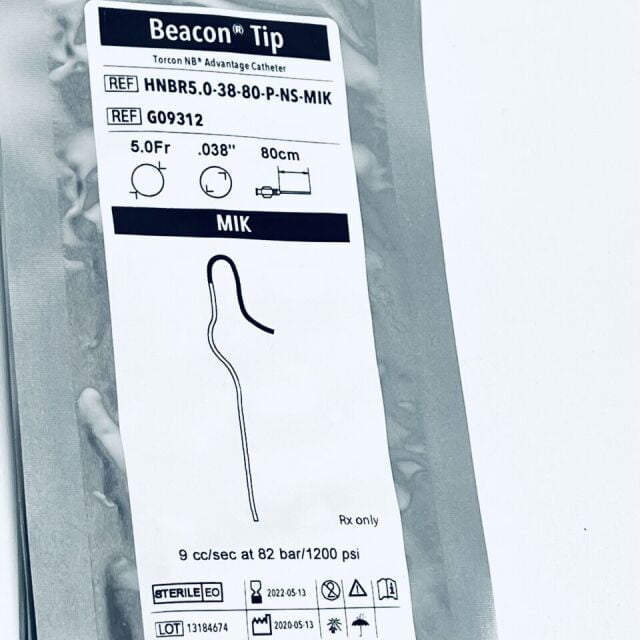 Beacon® Tip
Torcon NB® Advantage Catheter
REF HNBR5.0-38-80-P-NS-MIK
REF G09312
5.0Fr .038" 80cm
MIK
Rx only
9 cc/sec at 82 bar/1200 psi
STERILE EO 2022-05-13
LOT 13184674 2020-05-13